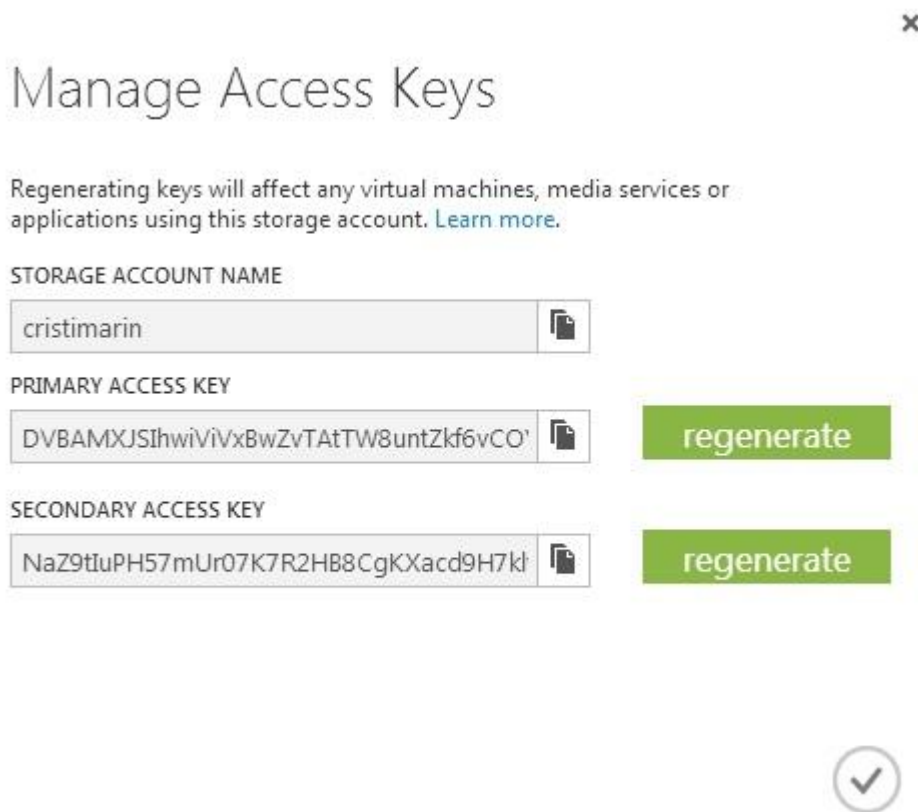 Manage Access Keys
Regenerating keys will affect any virtual machines, media services or
applications using this storage account. Learn more.
STORAGE ACCOUNT NAME
cristimarin
PRIMARY ACCESS KEY
DVBAMXJSIhwiViVxBwZvTAtTW8untZkf6vCO
regenerate
SECONDARY ACCESS KEY
NaZ9tIuPH57mUr07K7R2HB8CgKXacd9H7k
regenerate